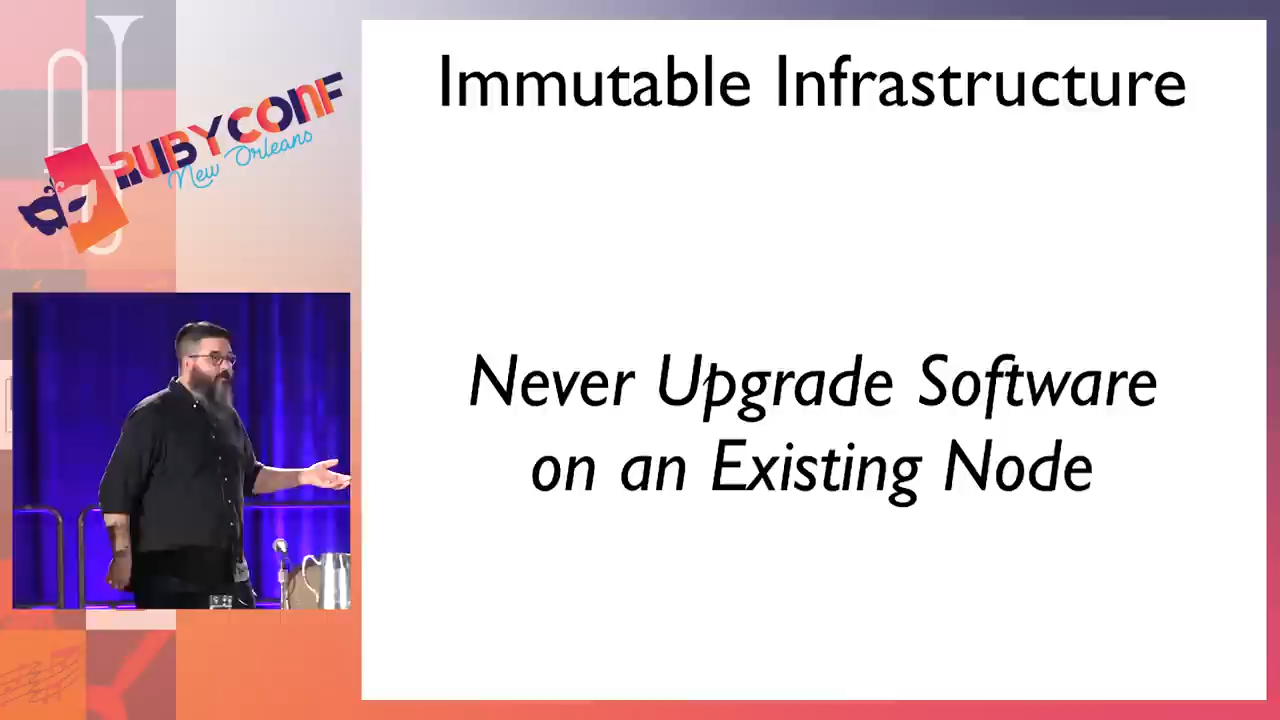 RUBYCONF
New Orleans
Immutable Infrastructure
Never Upgrade Software
on an Existing Node